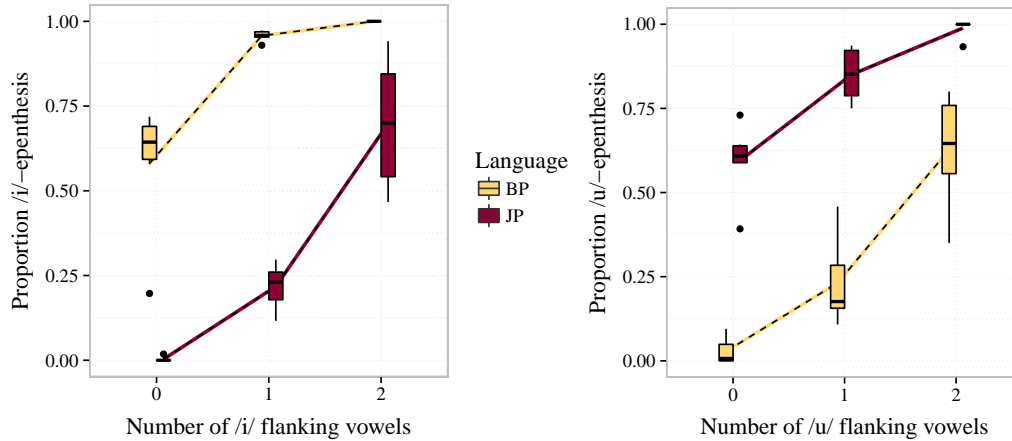 Proportion /i/−epenthesis
1.00
0.75
0.50
0.25
0.00
0 1 2
Number of /i/ flanking vowels
Language
BP
JP
Proportion /u/−epenthesis
1.00
0.75
0.50
0.25
0.00
0 1 2
Number of /u/ flanking vowels